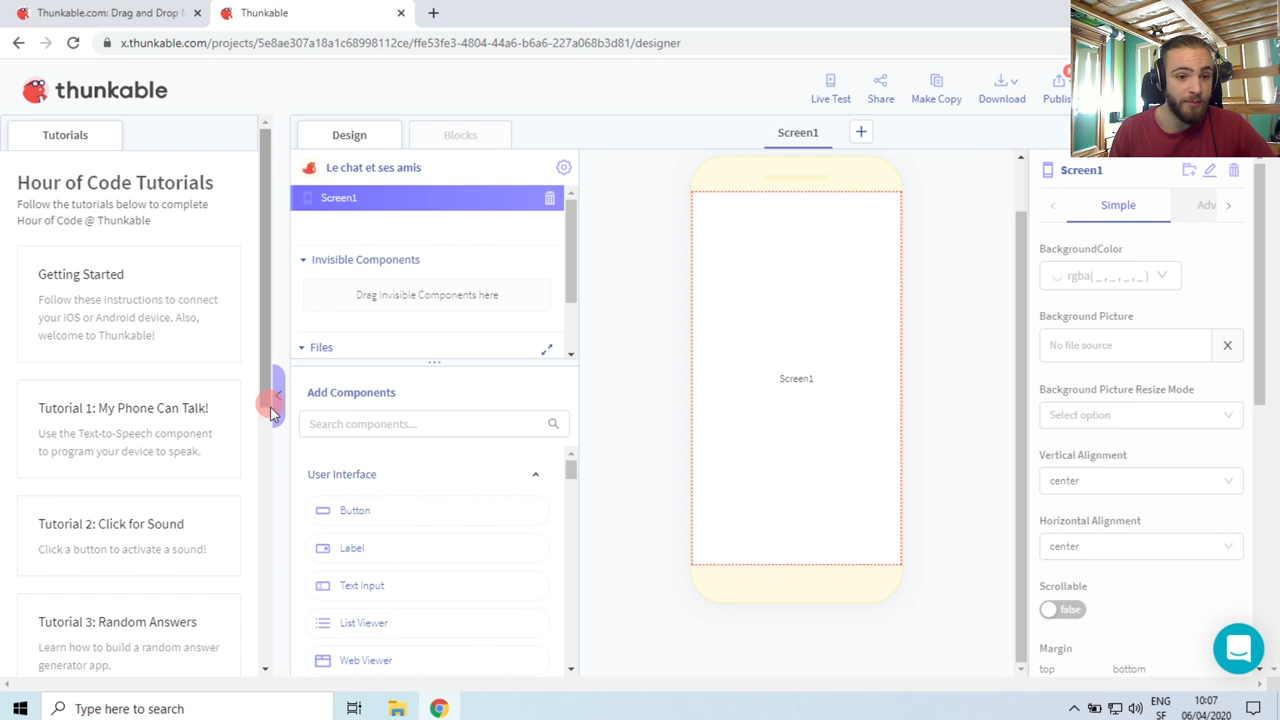 Thunkable.com: Drag and Drop M
Thunkable
x.thunkable.com/projects/5e8ae307a18a1c68998112ce/ffe53fe3-4804-44a6-b6a6-227a068b3d81/designer
thunkable
Live Test
Share
Make Copy
Download
Publis
Tutorials
Design
Blocks
Screen1
Hour of Code Tutorials
Follow the tutorials below to complete
Hour of Code @ Thunkable
Getting Started
Follow these instructions to connect
your iOS or Android device. Also,
welcome to Thunkable!
Tutorial 1: My Phone Can Talk!
Use the Text-to-Speech component
to program your device to speak.
Tutorial 2: Click for Sound
Click a button to activate a sound!
Tutorial 3: Random Answers
Learn how to build a random answer
generator app.
Le chat et ses amis
Screen1
Invisible Components
Drag Invisible Components here
Files
Add Components
Search components...
User Interface
Button
Label
Text Input
List Viewer
Web Viewer
Screen1
Screen1
Simple
Adv
BackgroundColor
rgba(_,_,_,_)
Background Picture
No file source
Background Picture Resize Mode
Select option
Vertical Alignment
center
Horizontal Alignment
center
Scrollable
false
Margin
top bottom
Type here to search
ENG
SF
10:07
06/04/2020